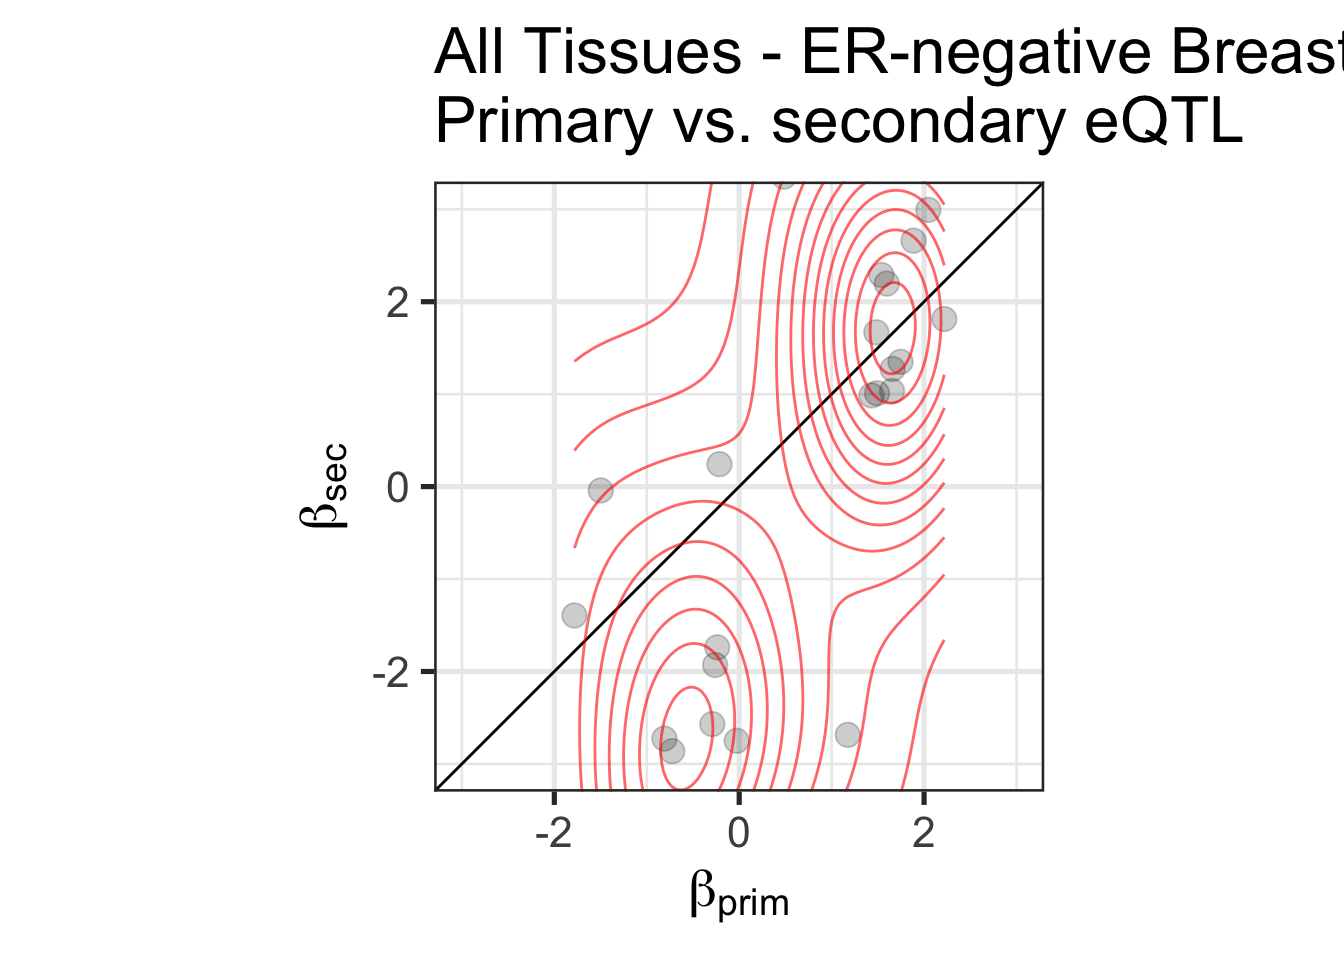 All Tissues - ER-negative Breast
Primary vs. secondary eQTL
βsec
2
0
-2
-2 0 2
βprim